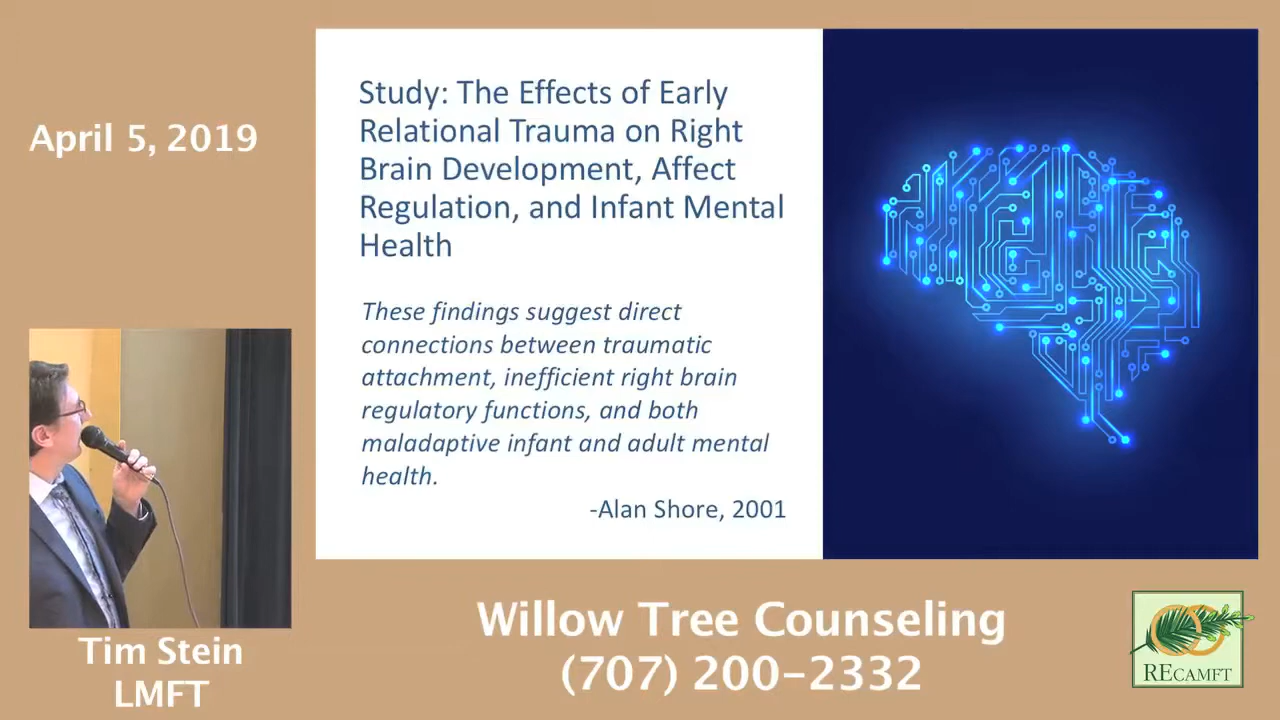 April 5, 2019
Study: The Effects of Early
Relational Trauma on Right
Brain Development, Affect
Regulation, and Infant Mental
Health
These findings suggest direct
connections between traumatic
attachment, inefficient right brain
regulatory functions, and both
maladaptive infant and adult mental
health.
-Alan Shore, 2001
Tim Stein
LMFT
Willow Tree Counseling
(707) 200-2332
RECAMFT